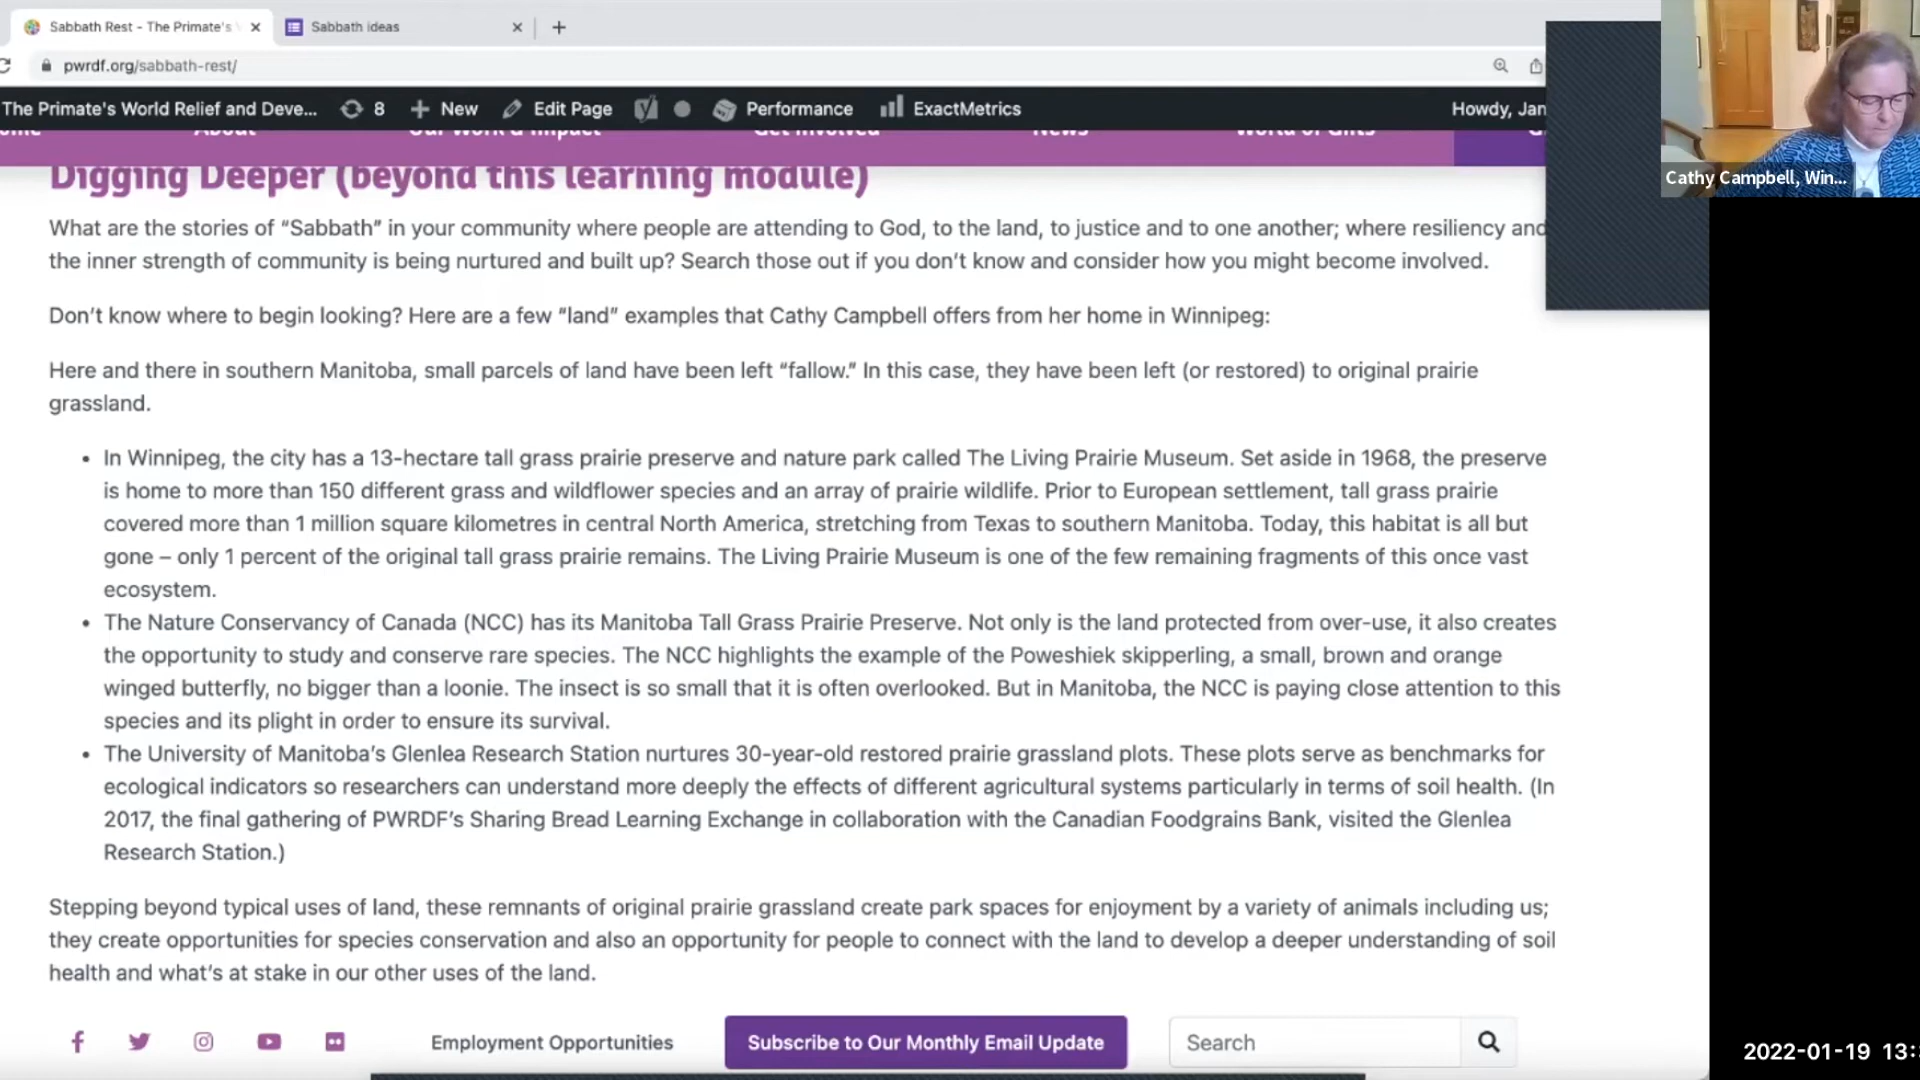 Sabbath Rest - The Primate's
Sabbath ideas
pwrdf.org/sabbath-rest/
The Primate's World Relief and Deve... 8 New Edit Page Performance ExactMetrics Howdy, Jan
About Our Work & Impact Get Involved News World of Gifts
Digging Deeper (beyond this learning module)
What are the stories of “Sabbath” in your community where people are attending to God, to the land, to justice and to one another; where resiliency and
the inner strength of community is being nurtured and built up? Search those out if you don’t know and consider how you might become involved.
Don’t know where to begin looking? Here are a few “land” examples that Cathy Campbell offers from her home in Winnipeg:
Here and there in southern Manitoba, small parcels of land have been left “fallow.” In this case, they have been left (or restored) to original prairie
grassland.
• In Winnipeg, the city has a 13-hectare tall grass prairie preserve and nature park called The Living Prairie Museum. Set aside in 1968, the preserve
is home to more than 150 different grass and wildflower species and an array of prairie wildlife. Prior to European settlement, tall grass prairie
covered more than 1 million square kilometres in central North America, stretching from Texas to southern Manitoba. Today, this habitat is all but
gone – only 1 percent of the original tall grass prairie remains. The Living Prairie Museum is one of the few remaining fragments of this once vast
ecosystem.
• The Nature Conservancy of Canada (NCC) has its Manitoba Tall Grass Prairie Preserve. Not only is the land protected from over-use, it also creates
the opportunity to study and conserve rare species. The NCC highlights the example of the Poweshiek skipperling, a small, brown and orange
winged butterfly, no bigger than a loonie. The insect is so small that it is often overlooked. But in Manitoba, the NCC is paying close attention to this
species and its plight in order to ensure its survival.
• The University of Manitoba’s Glenlea Research Station nurtures 30-year-old restored prairie grassland plots. These plots serve as benchmarks for
ecological indicators so researchers can understand more deeply the effects of different agricultural systems particularly in terms of soil health. (In
2017, the final gathering of PWRDF’s Sharing Bread Learning Exchange in collaboration with the Canadian Foodgrains Bank, visited the Glenlea
Research Station.)
Stepping beyond typical uses of land, these remnants of original prairie grassland create park spaces for enjoyment by a variety of animals including us;
they create opportunities for species conservation and also an opportunity for people to connect with the land to develop a deeper understanding of soil
health and what’s at stake in our other uses of the land.
Employment Opportunities
Subscribe to Our Monthly Email Update
Search
Cathy Campbell, Win...
2022-01-19 13: